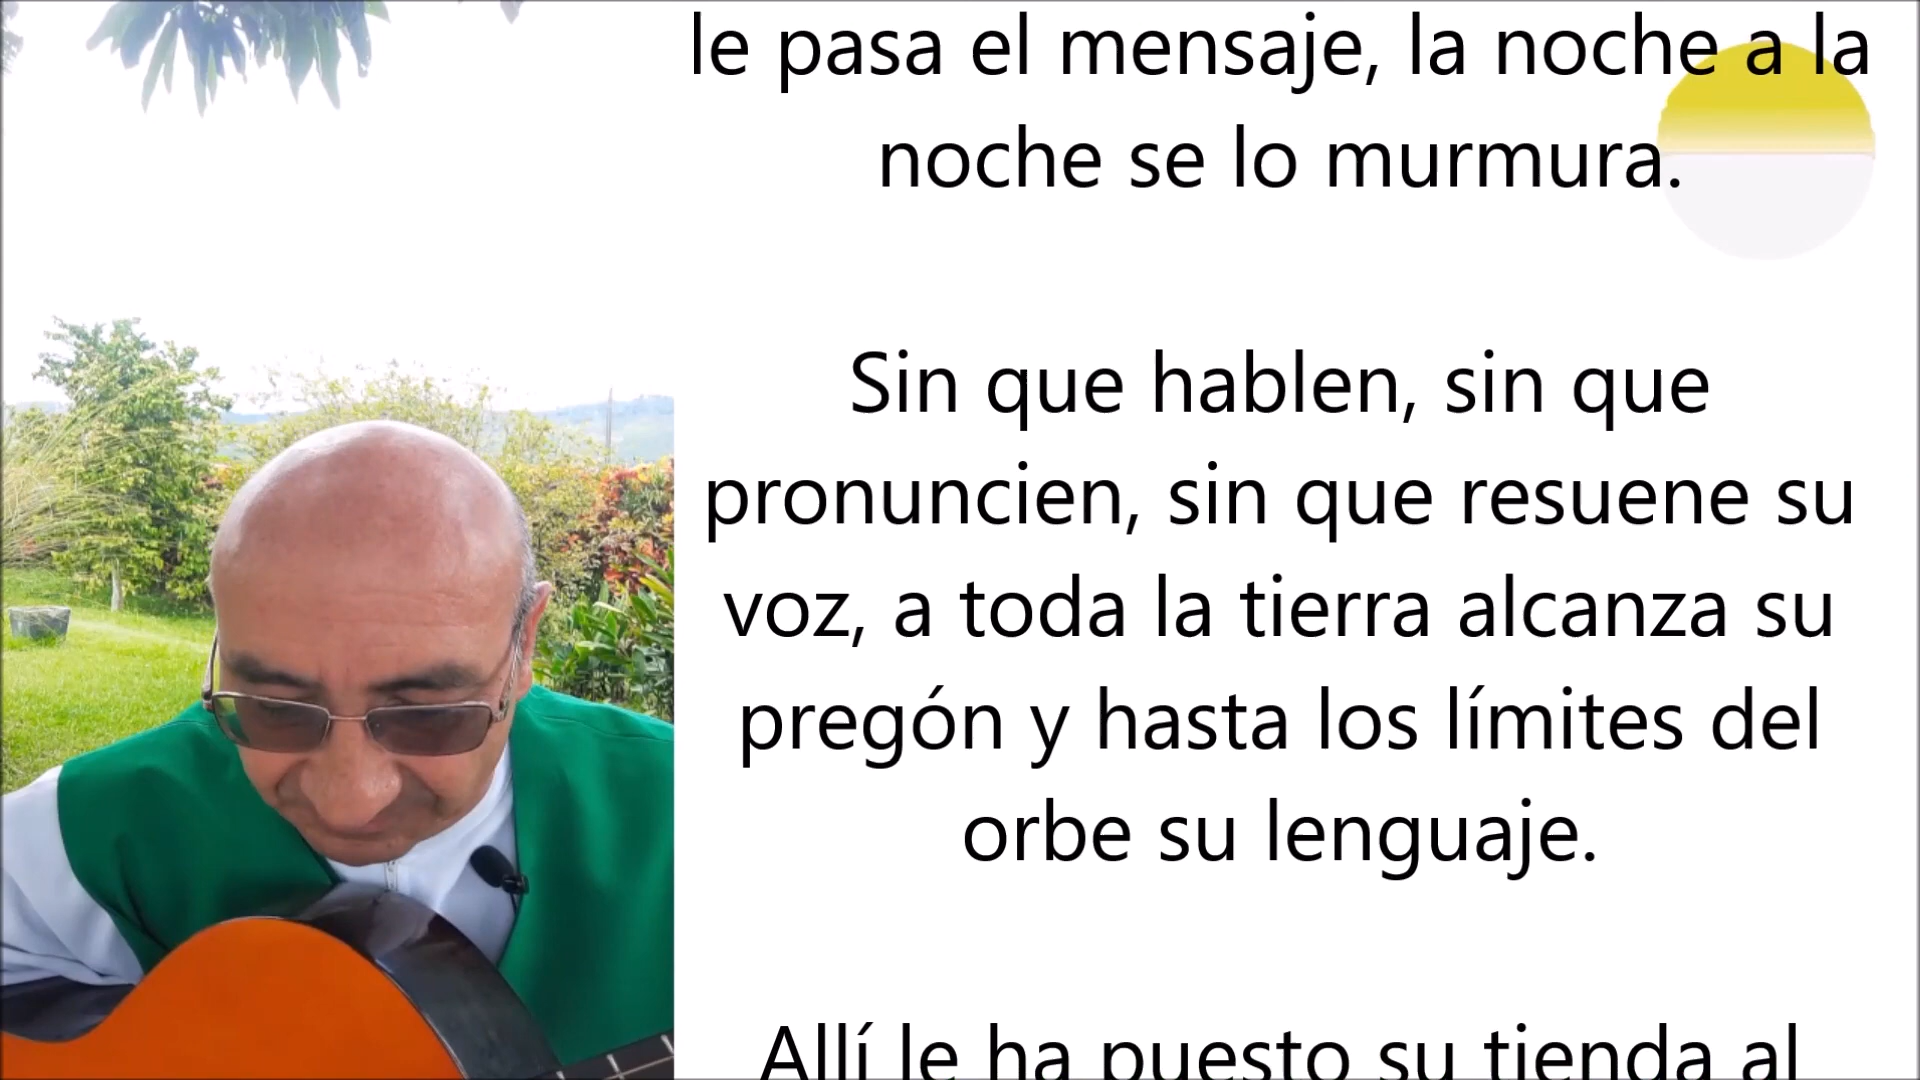 le pasa el mensaje, la noche a la
noche se lo murmura.
Sin que hablen, sin que
pronuncien, sin que resuene su
voz, a toda la tierra alcanza su
pregón y hasta los límites del
orbe su lenguaje.
Allí le ha puesto su tienda al